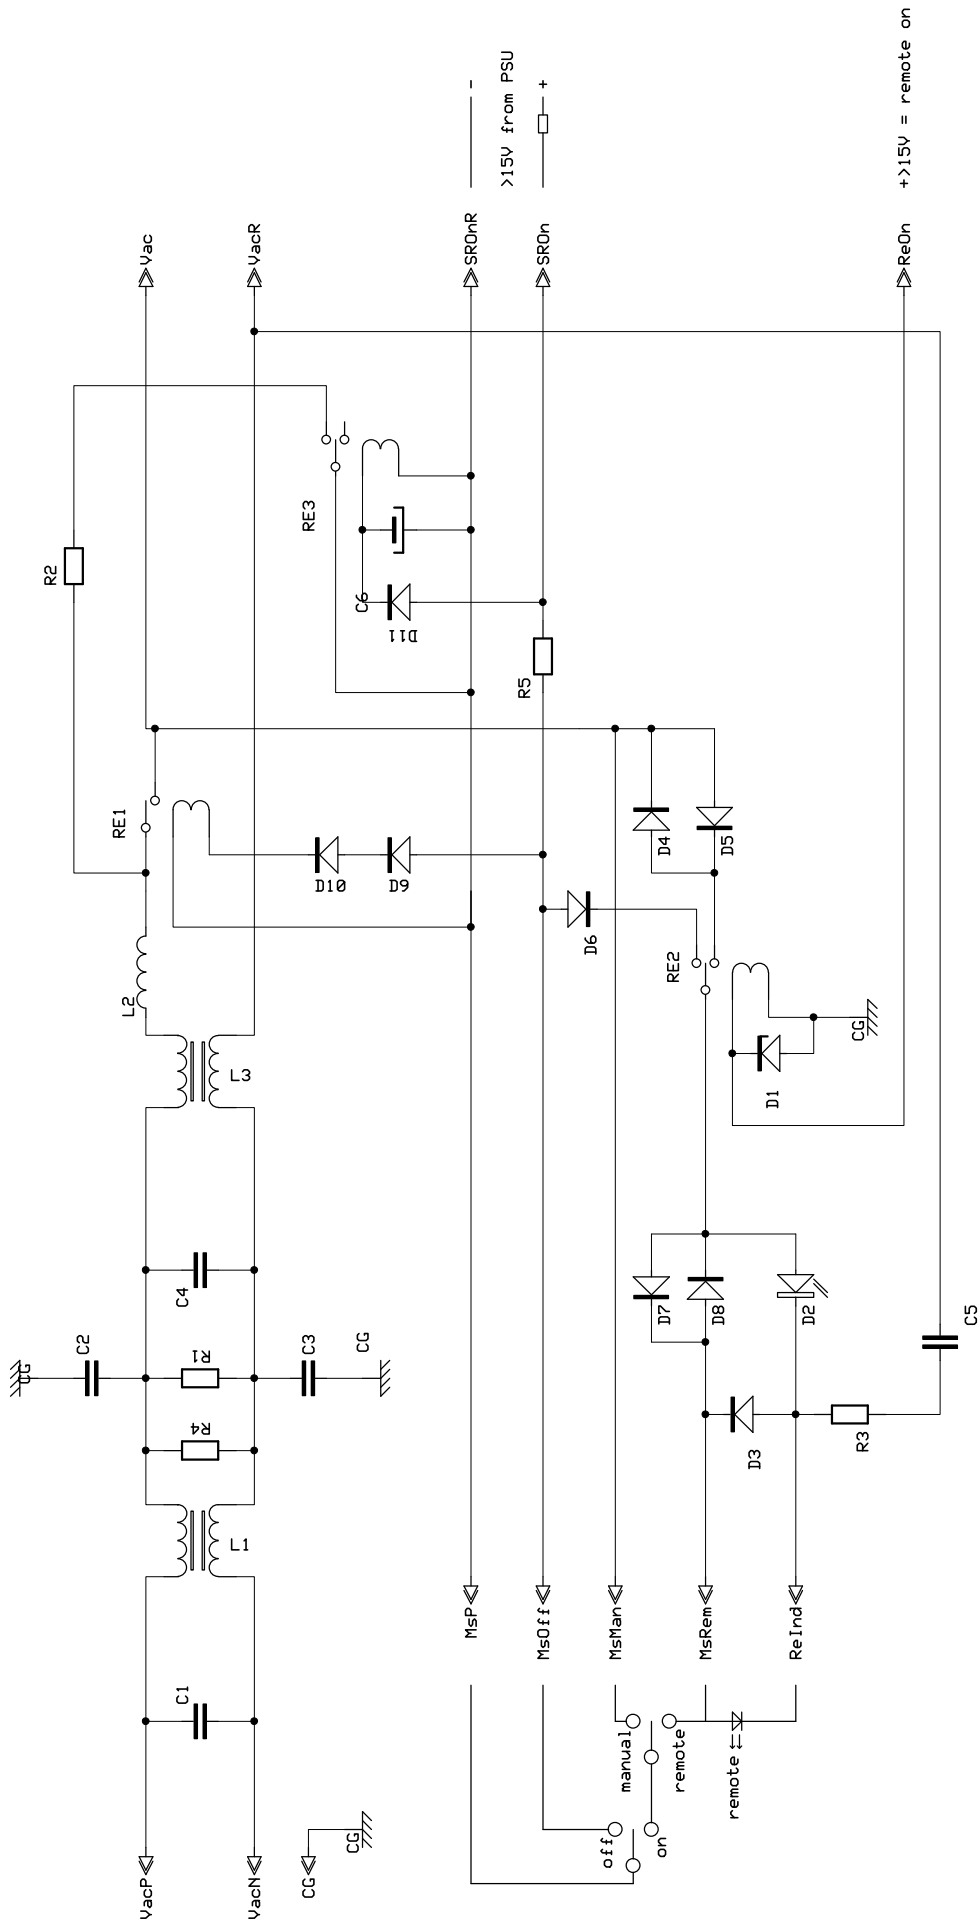 VacP
VacN
CG
CG
C1
L1
R4
R1
C2
CG
C3
CG
C4
L3
L2
RE1
R2
RE3
C6
D11
R5
D10
D9
D6
D4
D5
RE2
D1
CG
D7
D8
D2
D3
R3
C5
Vac
VacR
SROnR
SROn
ReOn
-
>15V from PSU
+
+>15V = remote on
MsP
MsOff
MsMan
MsRem
ReInd
off
on
manual
remote
remote